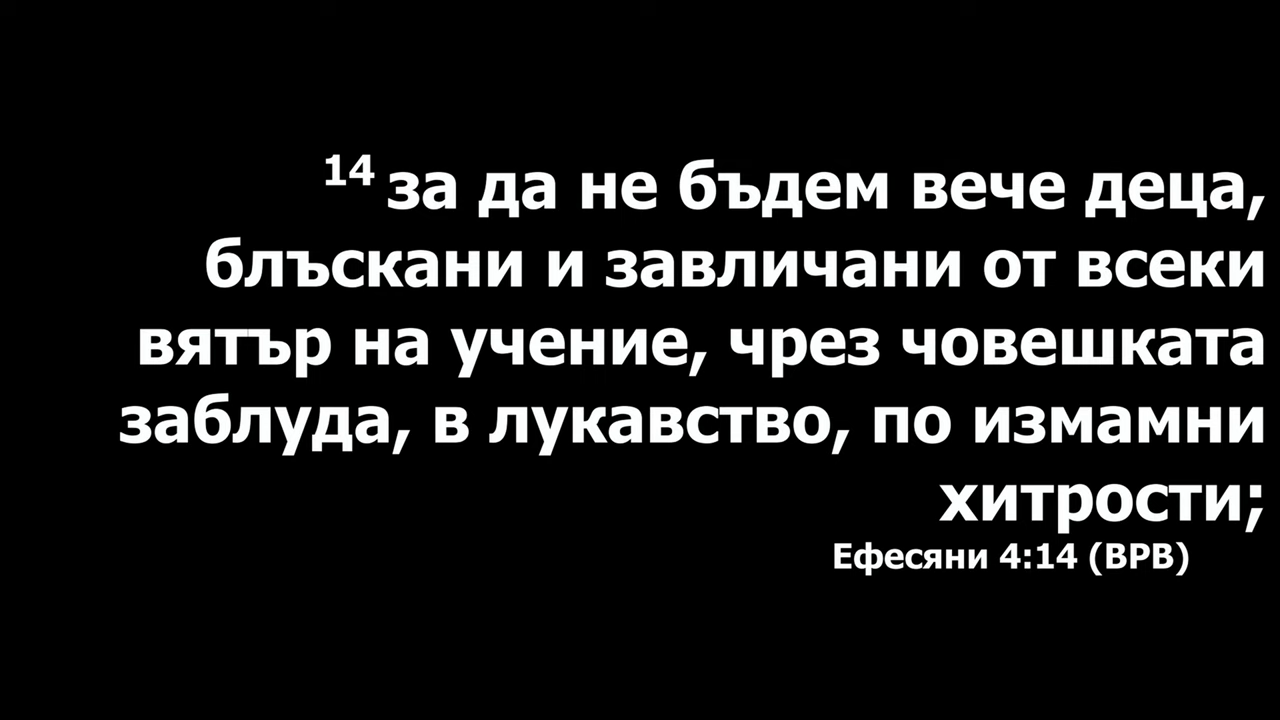 14 за да не бъдем вече деца,
блъскани и завличани от всеки
вятър на учение, чрез човешката
заблуда, в лукавство, по измамни
хитрости;
Ефесяни 4:14 (ВРВ)